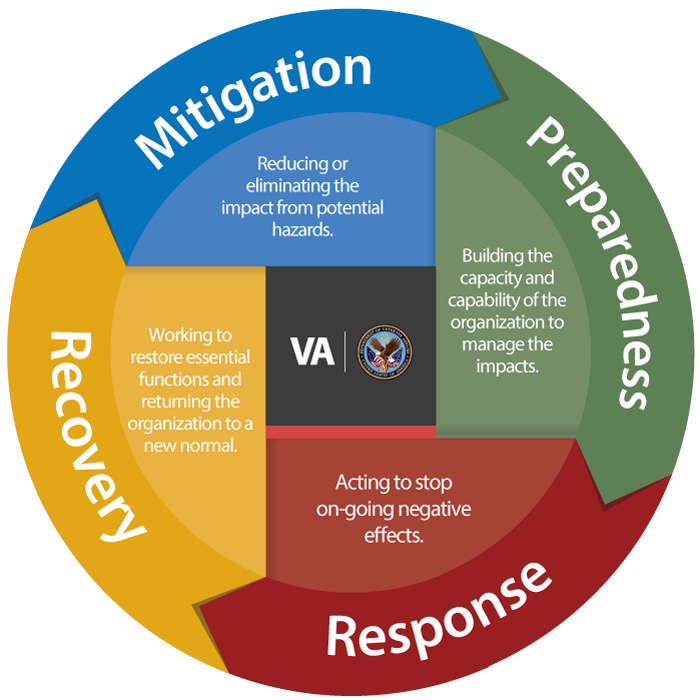 Mitigation
Reducing or
eliminating the
impact from potential
hazards.
Preparedness
Building the
capacity and
capability of the
organization to
manage the
impacts.
Response
Acting to stop
on-going negative
effects.
Recovery
Working to
restore essential
functions and
returning the
organization to a
new normal.
VA